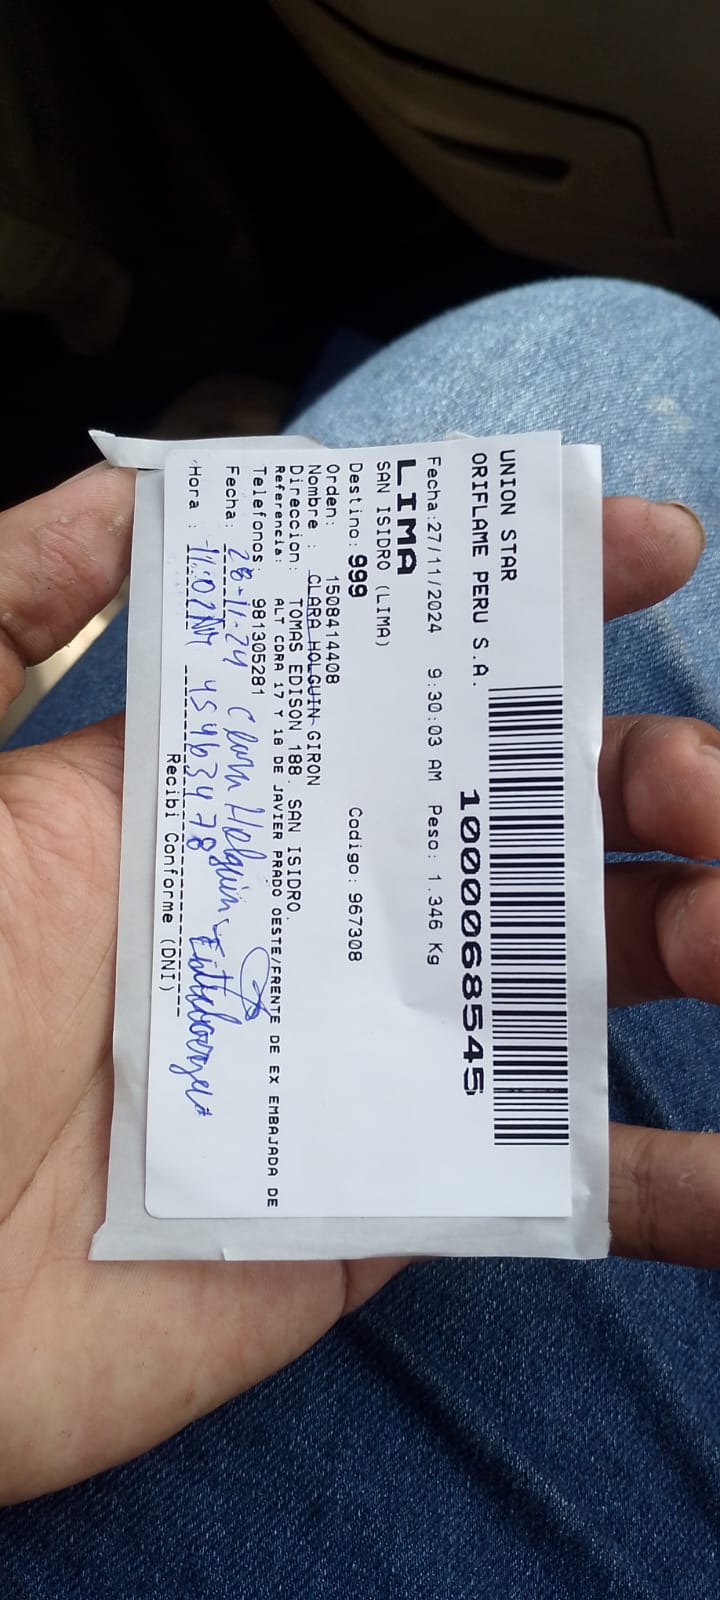 UNION STAR
ORIFLAME PERU S.A.
1000068545
Fecha:27/11/2024 9:30:03 AM Peso: 1.346 Kg
LIMA
SAN ISIDRO (LIMA)
Destino: 999 Codigo: 967308
Orden: 1508414408
Nombre : CLARA HOLGUIN GIRON
Direccion: TOMAS EDISON 188. SAN ISIDRO.
Referencia: ALT CDRA 17 Y 18 DE JAVIER PRADO OESTE/FRENTE DE EX EMBAJADA DE
Telefonos 981305281
Fecha: 28-11-24 Clara Holguin
Hora : 11:02 45463478
Recibi Conforme (DNI)